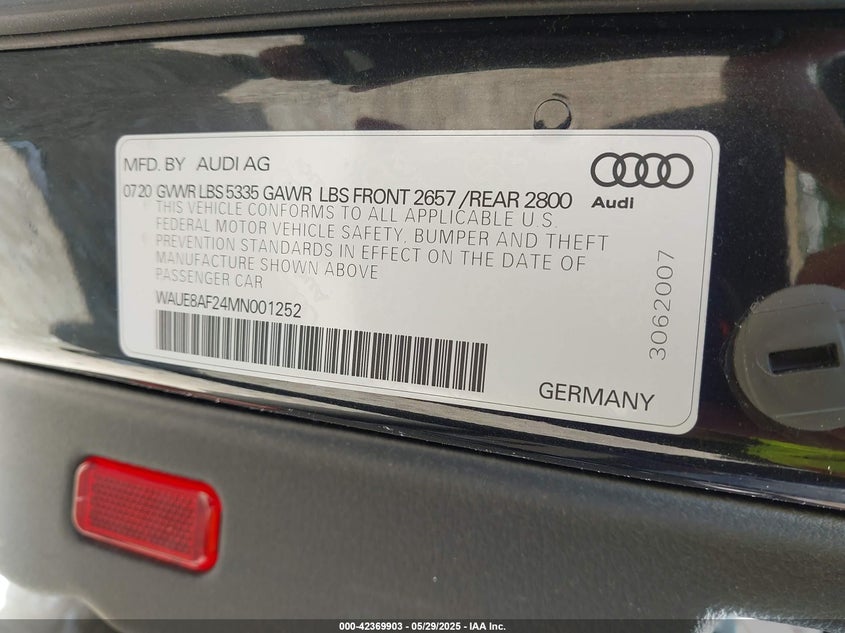 MFD. BY AUDI AG
0720 GVWR LBS 5335 GAWR LBS FRONT 2657 /REAR 2800
THIS VEHICLE CONFORMS TO ALL APPLICABLE U.S.
FEDERAL MOTOR VEHICLE SAFETY, BUMPER AND THEFT
PREVENTION STANDARDS IN EFFECT ON THE DATE OF
MANUFACTURE SHOWN ABOVE
PASSENGER CAR
WAUE8AF24MN001252
Audi
3062007
GERMANY
000-42369903 — 05/29/2025 — IAA Inc.